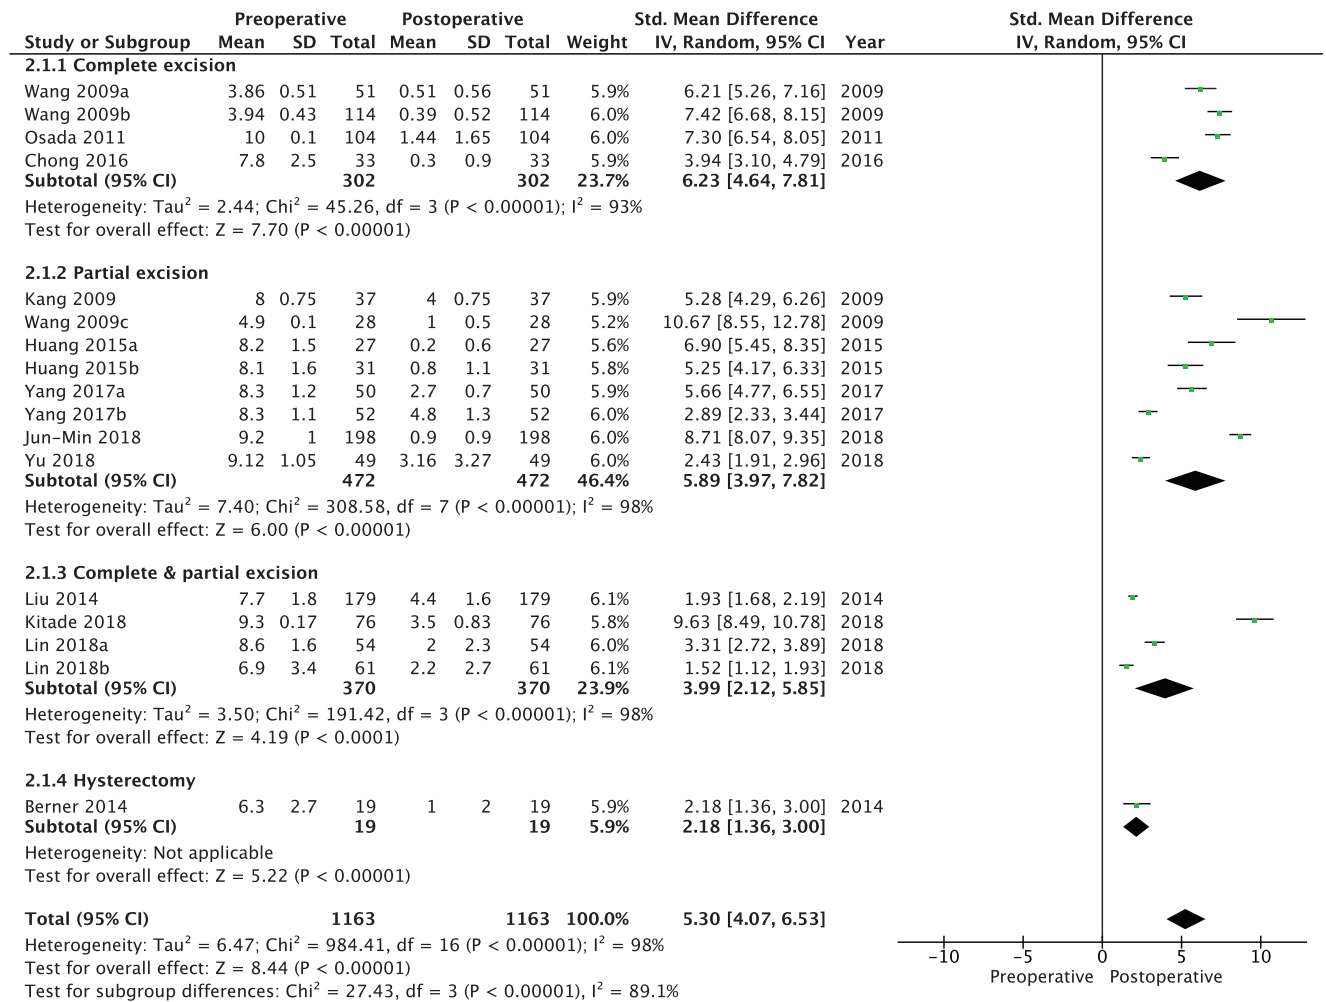 Preoperative Postoperative Std. Mean Difference Std. Mean Difference
Study or Subgroup Mean SD Total Mean SD Total Weight IV, Random, 95% CI Year IV, Random, 95% CI
2.1.1 Complete excision
Wang 2009a 3.86 0.51 51 0.51 0.56 51 5.9% 6.21 [5.26, 7.16] 2009
Wang 2009b 3.94 0.43 114 0.39 0.52 114 6.0% 7.42 [6.68, 8.15] 2009
Osada 2011 10 0.1 104 1.44 1.65 104 6.0% 7.30 [6.54, 8.05] 2011
Chong 2016 7.8 2.5 33 0.3 0.9 33 5.9% 3.94 [3.10, 4.79] 2016
Subtotal (95% CI) 302 302 23.7% 6.23 [4.64, 7.81]
Heterogeneity: Tau² = 2.44; Chi² = 45.26, df = 3 (P < 0.00001); I² = 93%
Test for overall effect: Z = 7.70 (P < 0.00001)
2.1.2 Partial excision
Kang 2009 8 0.75 37 4 0.75 37 5.9% 5.28 [4.29, 6.26] 2009
Wang 2009c 4.9 0.1 28 1 0.5 28 5.2% 10.67 [8.55, 12.78] 2009
Huang 2015a 8.2 1.5 27 0.2 0.6 27 5.6% 6.90 [5.45, 8.35] 2015
Huang 2015b 8.1 1.6 31 0.8 1.1 31 5.8% 5.25 [4.17, 6.33] 2015
Yang 2017a 8.3 1.2 50 2.7 0.7 50 5.9% 5.66 [4.77, 6.55] 2017
Yang 2017b 8.3 1.1 52 4.8 1.3 52 6.0% 2.89 [2.33, 3.44] 2017
Jun-Min 2018 9.2 1 198 0.9 0.9 198 6.0% 8.71 [8.07, 9.35] 2018
Yu 2018 9.12 1.05 49 3.16 3.27 49 6.0% 2.43 [1.91, 2.96] 2018
Subtotal (95% CI) 472 472 46.4% 5.89 [3.97, 7.82]
Heterogeneity: Tau² = 7.40; Chi² = 308.58, df = 7 (P < 0.00001); I² = 98%
Test for overall effect: Z = 6.00 (P < 0.00001)
2.1.3 Complete & partial excision
Liu 2014 7.7 1.8 179 4.4 1.6 179 6.1% 1.93 [1.68, 2.19] 2014
Kitade 2018 9.3 0.17 76 3.5 0.83 76 5.8% 9.63 [8.49, 10.78] 2018
Lin 2018a 8.6 1.6 54 2 2.3 54 6.0% 3.31 [2.72, 3.89] 2018
Lin 2018b 6.9 3.4 61 2.2 2.7 61 6.1% 1.52 [1.12, 1.93] 2018
Subtotal (95% CI) 370 370 23.9% 3.99 [2.12, 5.85]
Heterogeneity: Tau² = 3.50; Chi² = 191.42, df = 3 (P < 0.00001); I² = 98%
Test for overall effect: Z = 4.19 (P < 0.0001)
2.1.4 Hysterectomy
Berner 2014 6.3 2.7 19 1 2 19 5.9% 2.18 [1.36, 3.00] 2014
Subtotal (95% CI) 19 19 5.9% 2.18 [1.36, 3.00]
Heterogeneity: Not applicable
Test for overall effect: Z = 5.22 (P < 0.00001)
Total (95% CI) 1163 1163 100.0% 5.30 [4.07, 6.53]
Heterogeneity: Tau² = 6.47; Chi² = 984.41, df = 16 (P < 0.00001); I² = 98%
Test for overall effect: Z = 8.44 (P < 0.00001)
Test for subgroup differences: Chi² = 27.43, df = 3 (P < 0.00001), I² = 89.1%
-10 -5 0 5 10
Preoperative Postoperative